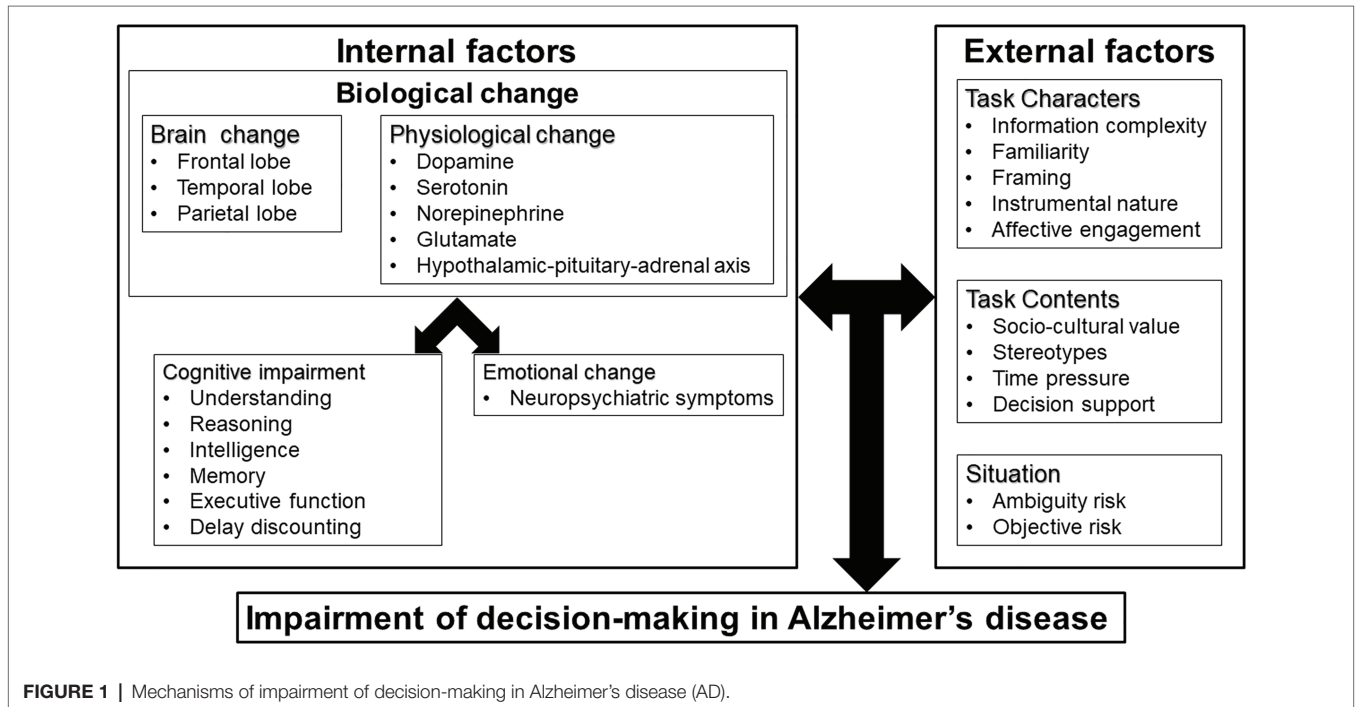 Internal factors
Biological change
Brain change
• Frontal lobe
• Temporal lobe
• Parietal lobe
Physiological change
• Dopamine
• Serotonin
• Norepinephrine
• Glutamate
• Hypothalamic-pituitary-adrenal axis
Cognitive impairment
• Understanding
• Reasoning
• Intelligence
• Memory
• Executive function
• Delay discounting
Emotional change
• Neuropsychiatric symptoms
External factors
Task Characters
• Information complexity
• Familiarity
• Framing
• Instrumental nature
• Affective engagement
Task Contents
• Socio-cultural value
• Stereotypes
• Time pressure
• Decision support
Situation
• Ambiguity risk
• Objective risk
Impairment of decision-making in Alzheimer’s disease
FIGURE 1 | Mechanisms of impairment of decision-making in Alzheimer’s disease (AD).